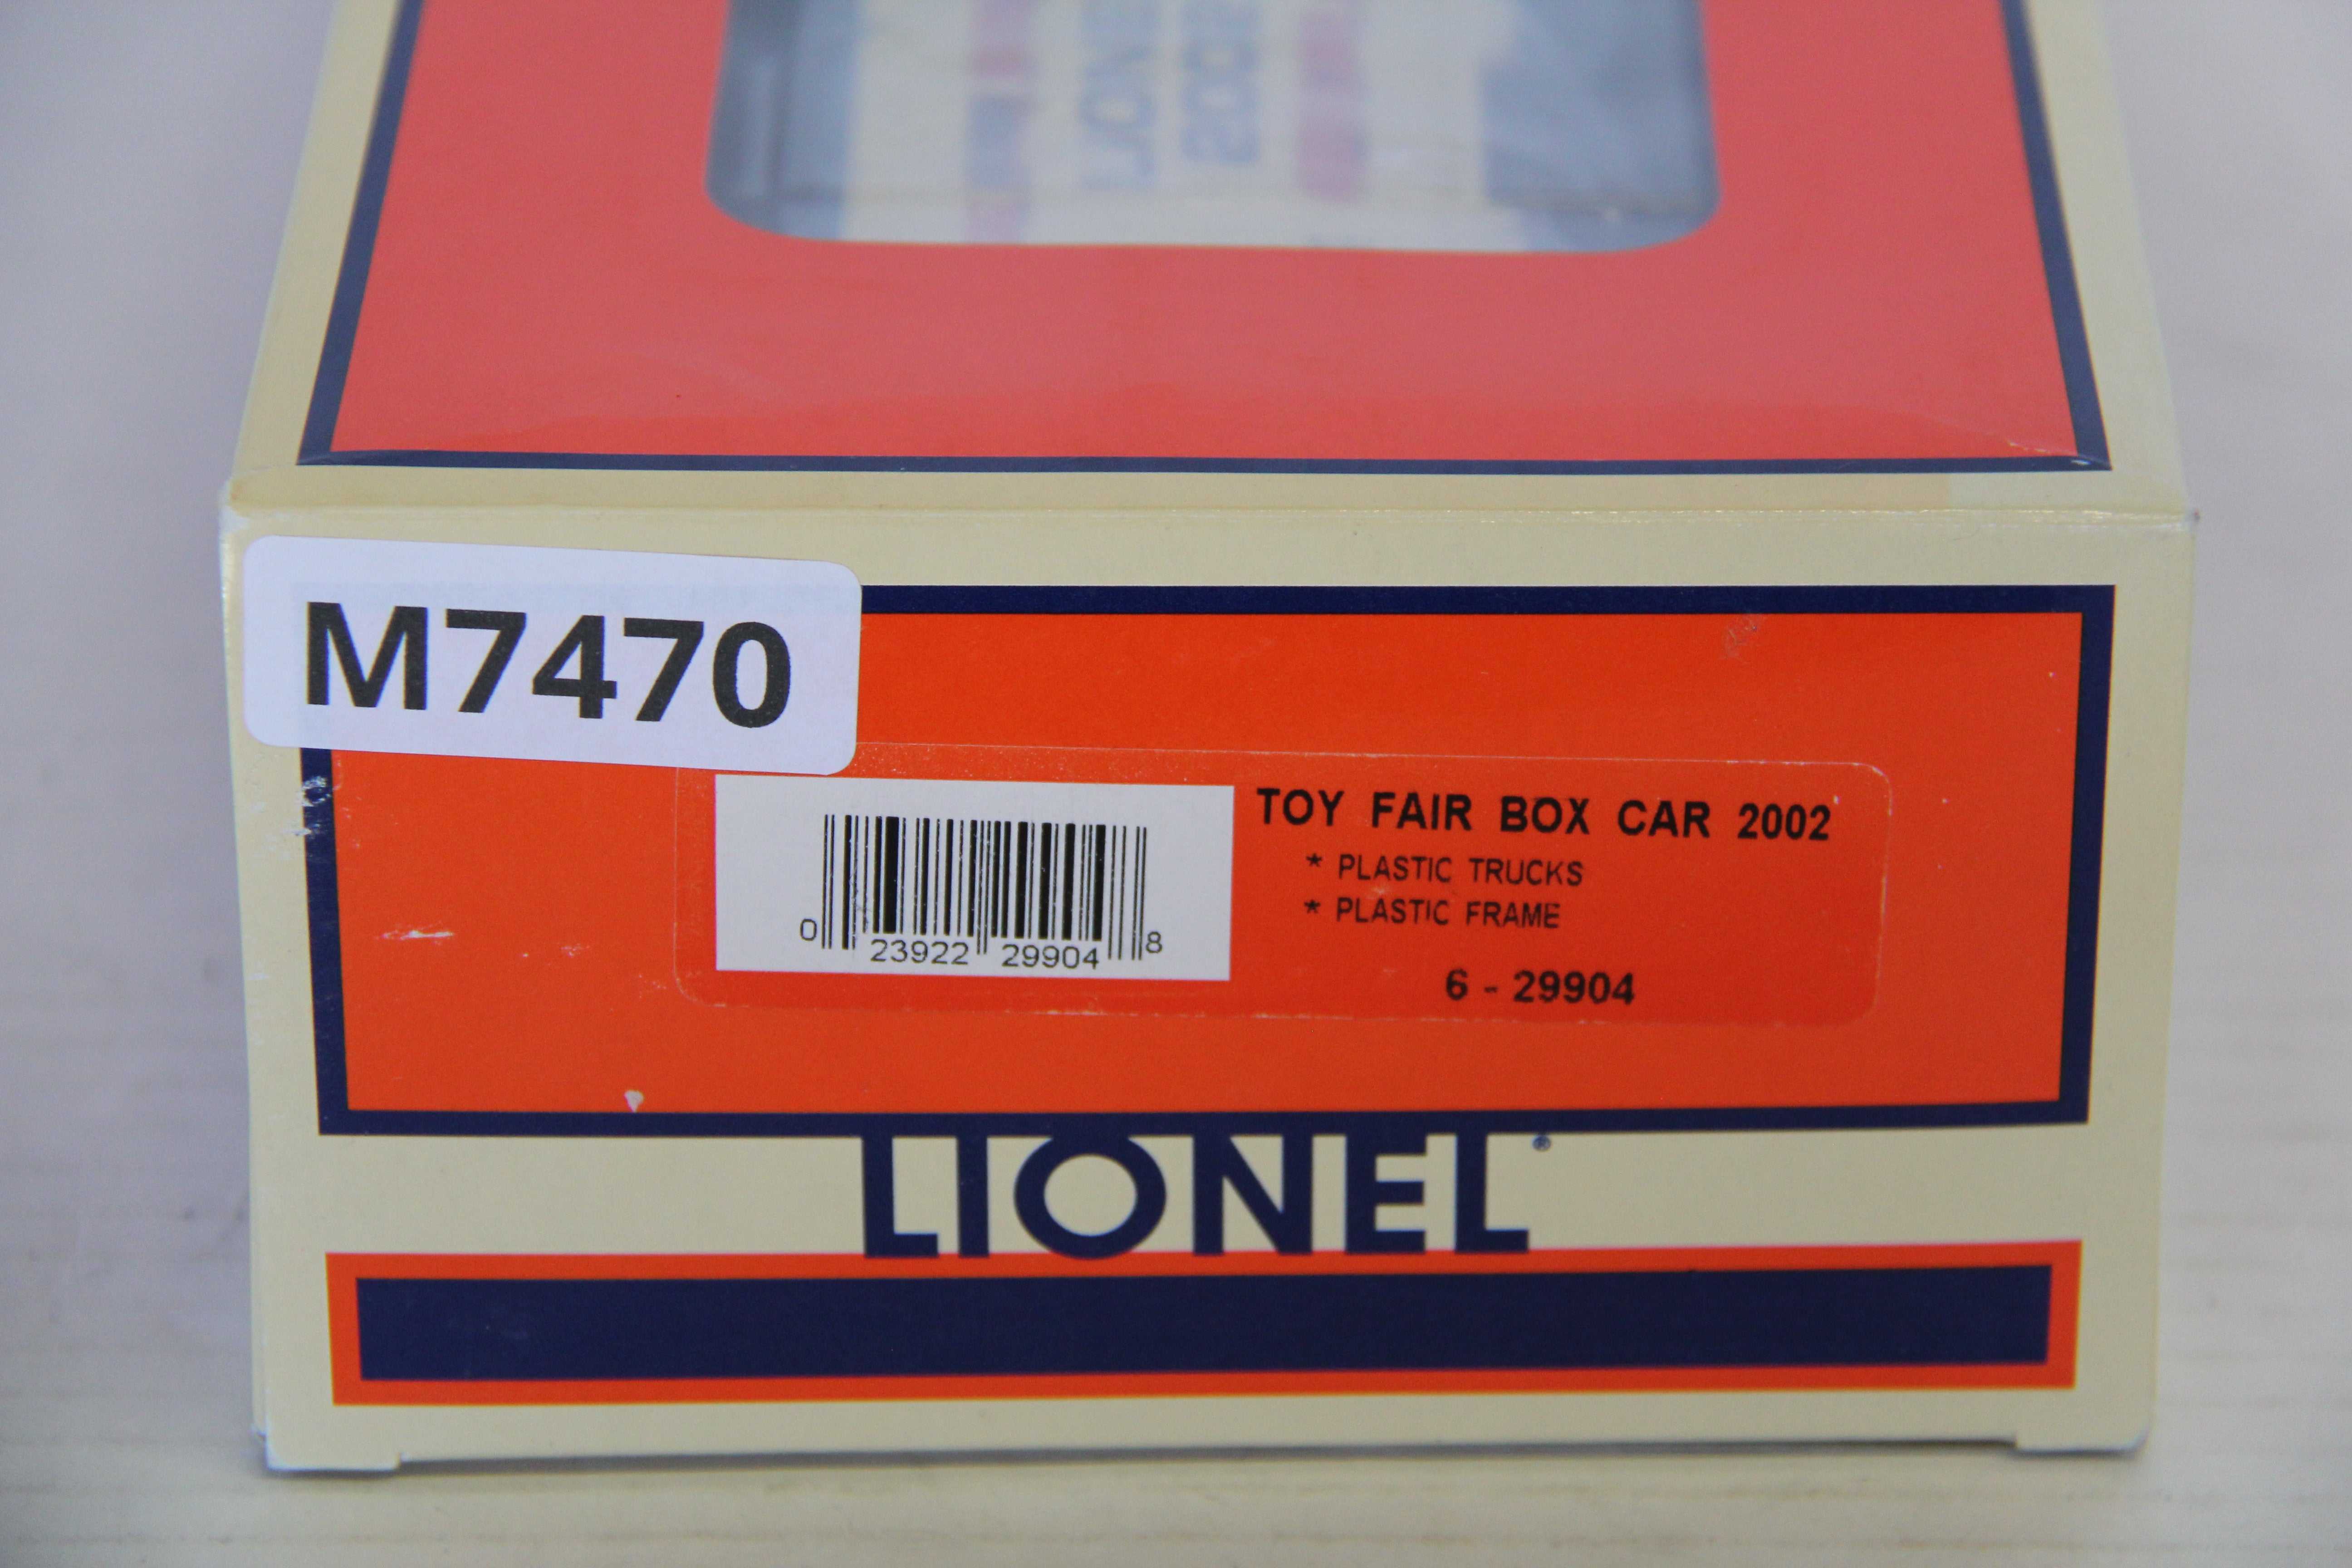 M7470
TOY FAIR BOX CAR 2002
* PLASTIC TRUCKS
* PLASTIC FRAME
6 - 29904
0 23922 29904 8
LIONEL®